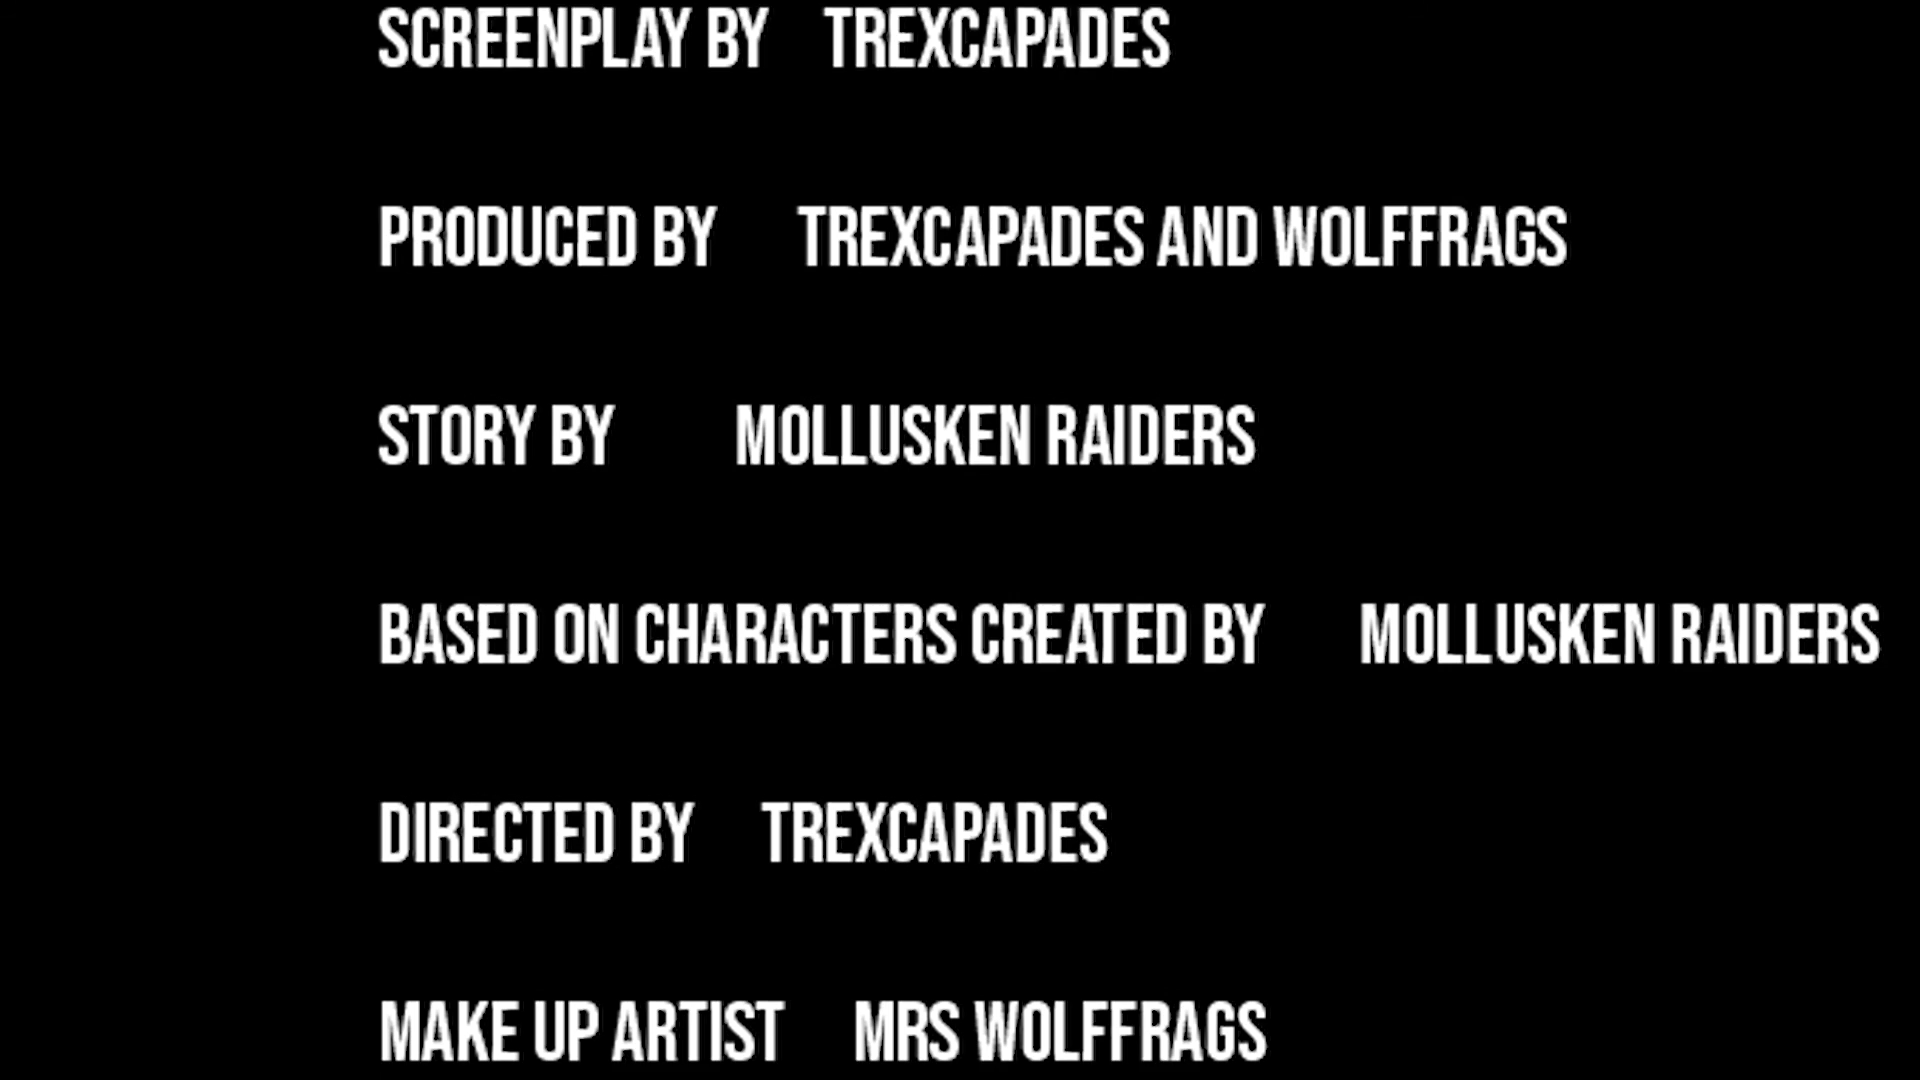 SCREENPLAY BY TREXCAPADES
PRODUCED BY TREXCAPADES AND WOLFFRAGS
STORY BY MOLLUSKEN RAIDERS
BASED ON CHARACTERS CREATED BY MOLLUSKEN RAIDERS
DIRECTED BY TREXCAPADES
MAKE UP ARTIST MRS WOLFFRAGS